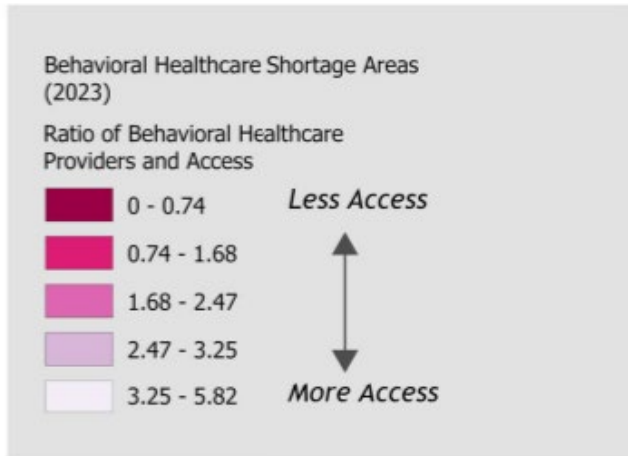 Behavioral Healthcare Shortage Areas
(2023)
Ratio of Behavioral Healthcare
Providers and Access
0 - 0.74
Less Access
0.74 - 1.68
1.68 - 2.47
2.47 - 3.25
3.25 - 5.82
More Access